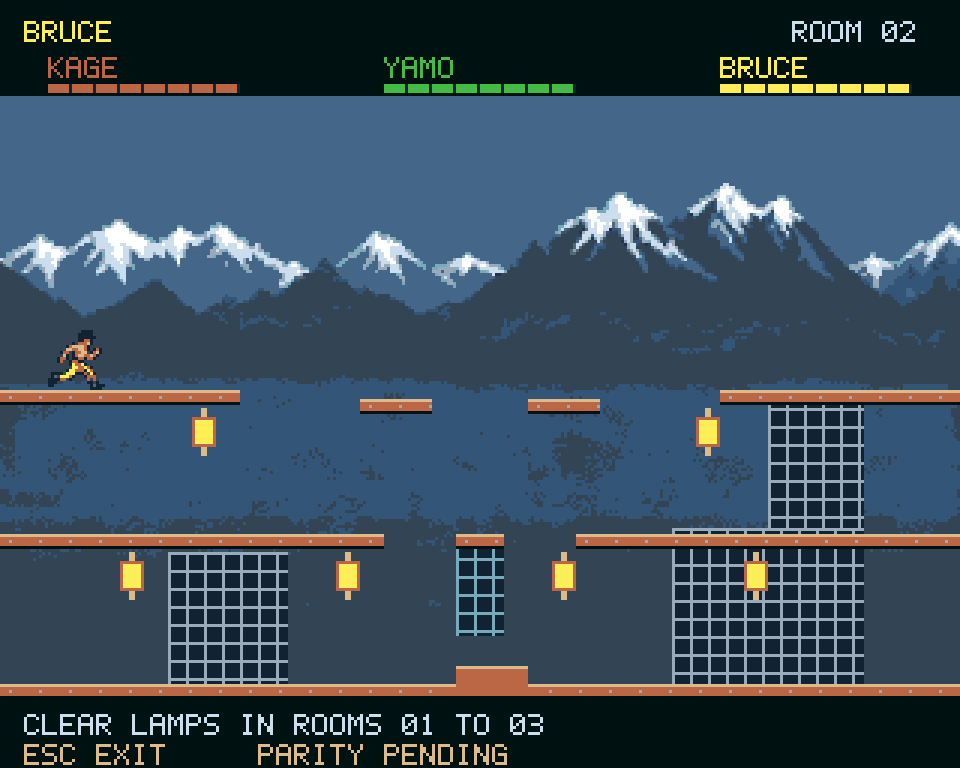 BRUCE ROOM 02
KAGE YAMO BRUCE
CLEAR LAMPS IN ROOMS 01 TO 03
ESC EXIT PARITY PENDING